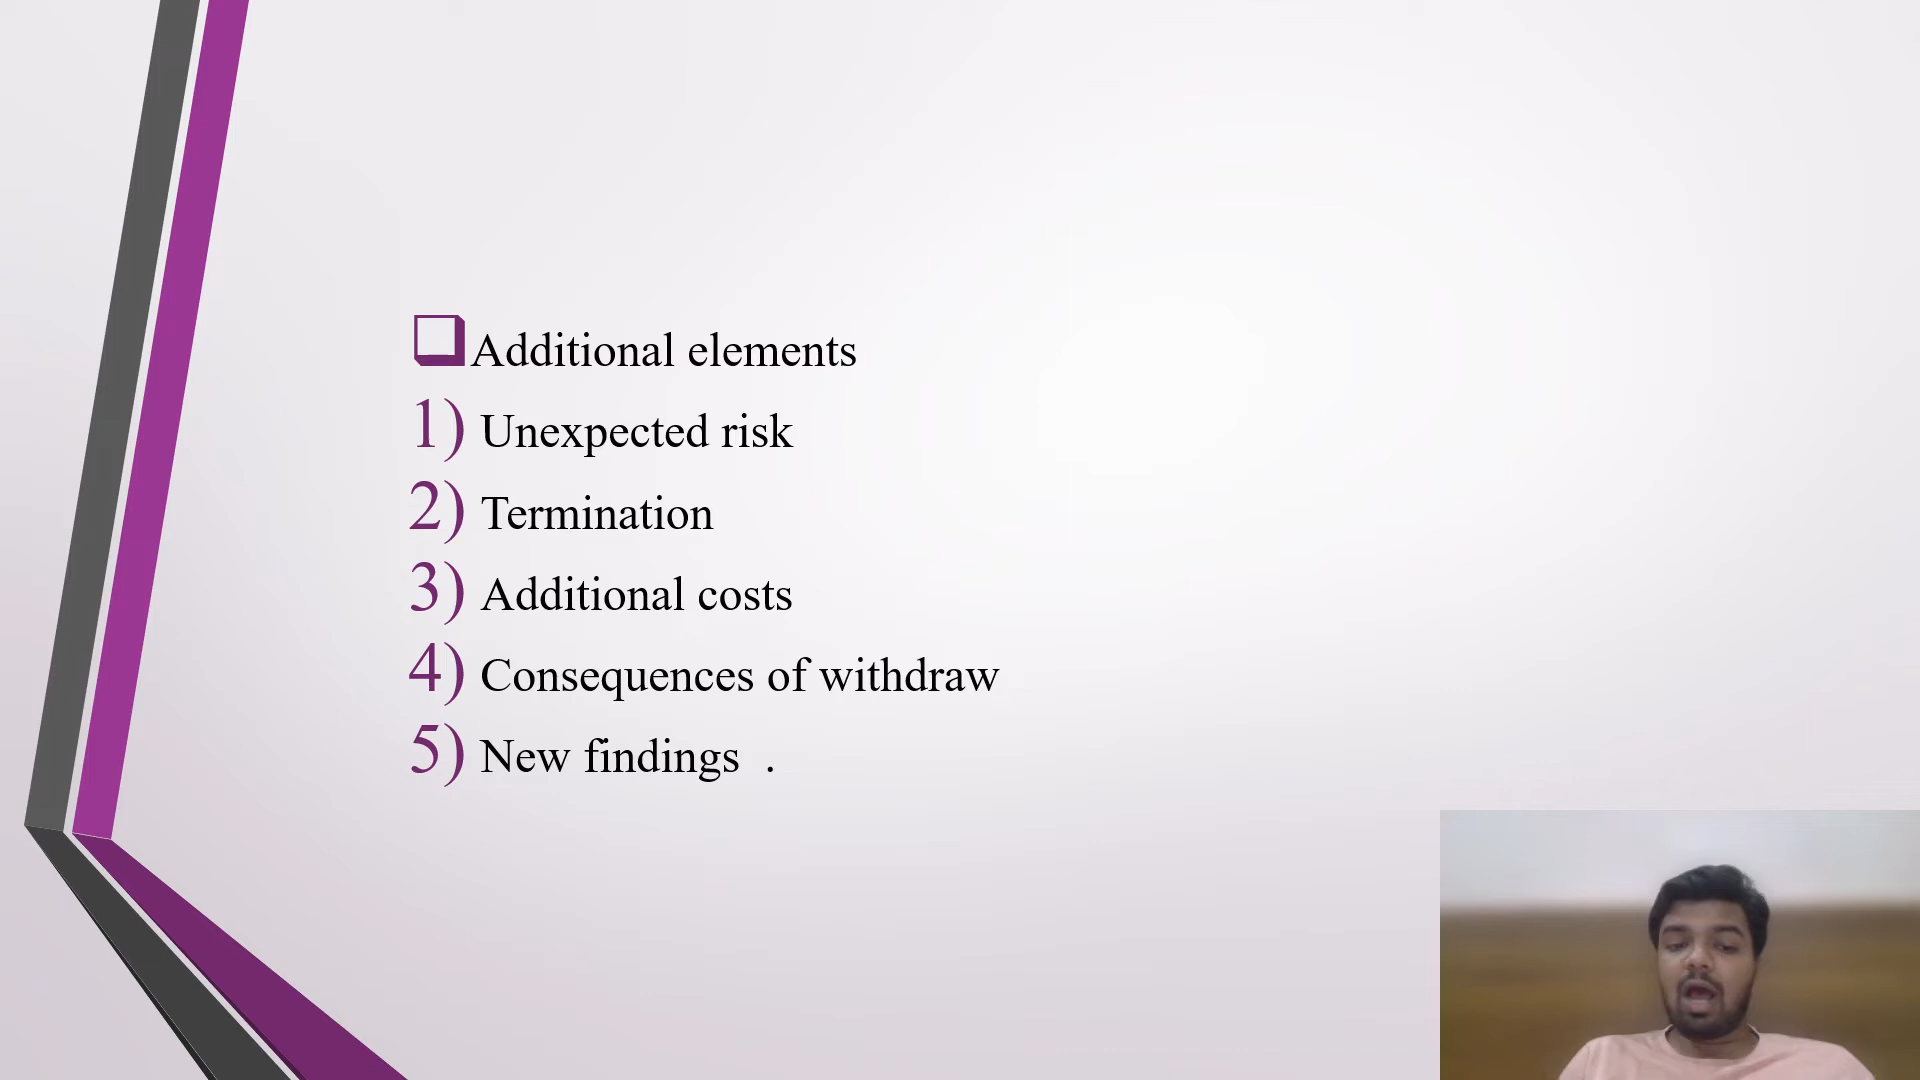 Additional elements
1) Unexpected risk
2) Termination
3) Additional costs
4) Consequences of withdraw
5) New findings  .